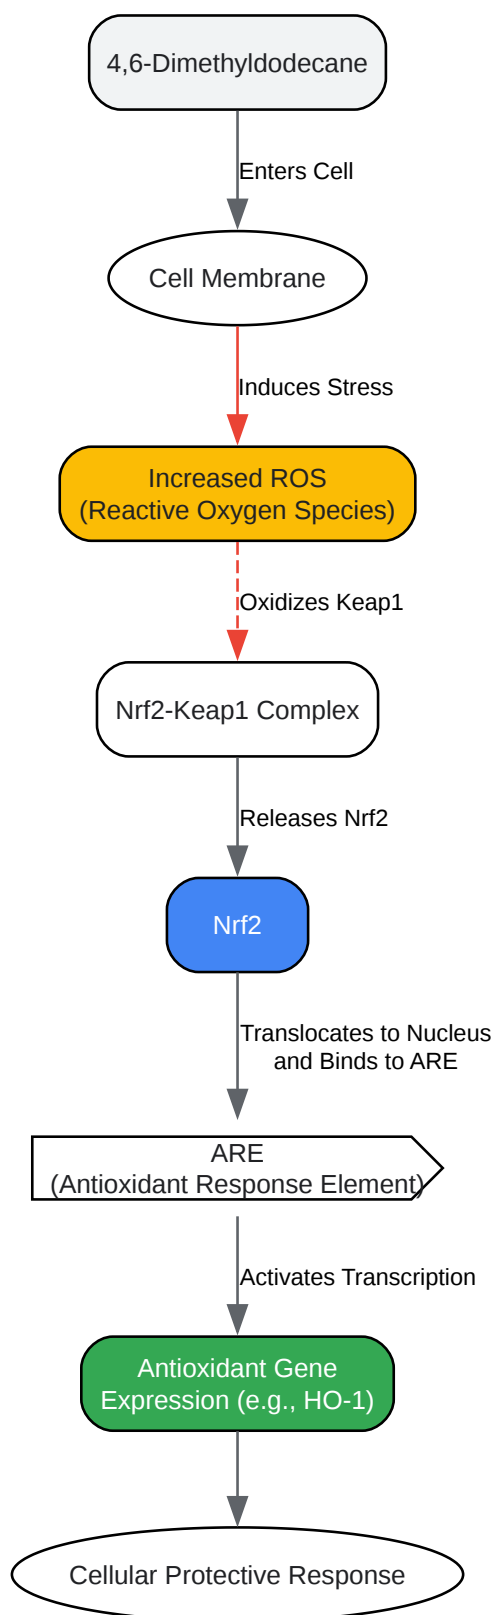 4,6-Dimethyldodecane
Enters Cell
Cell Membrane
Induces Stress
Increased ROS
(Reactive Oxygen Species)
Oxidizes Keap1
Nrf2-Keap1 Complex
Releases Nrf2
Nrf2
Translocates to Nucleus
and Binds to ARE
ARE
(Antioxidant Response Element)
Activates Transcription
Antioxidant Gene
Expression (e.g., HO-1)
Cellular Protective Response